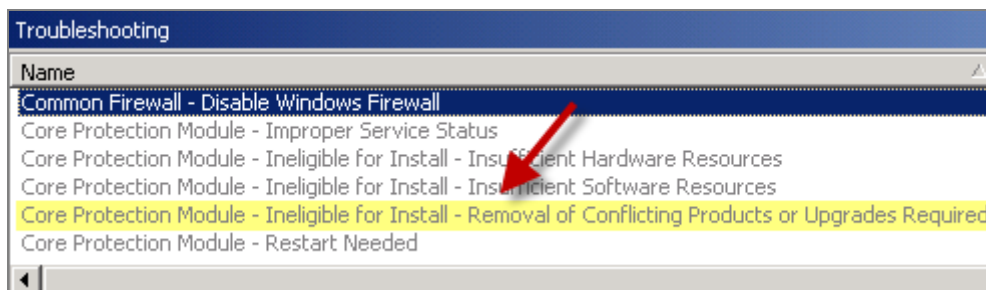 Troubleshooting
Name
Common Firewall - Disable Windows Firewall
Core Protection Module - Improper Service Status
Core Protection Module - Ineligible for Install - Insufficient Hardware Resources
Core Protection Module - Ineligible for Install - Insufficient Software Resources
Core Protection Module - Ineligible for Install - Removal of Conflicting Products or Upgrades Required
Core Protection Module - Restart Needed